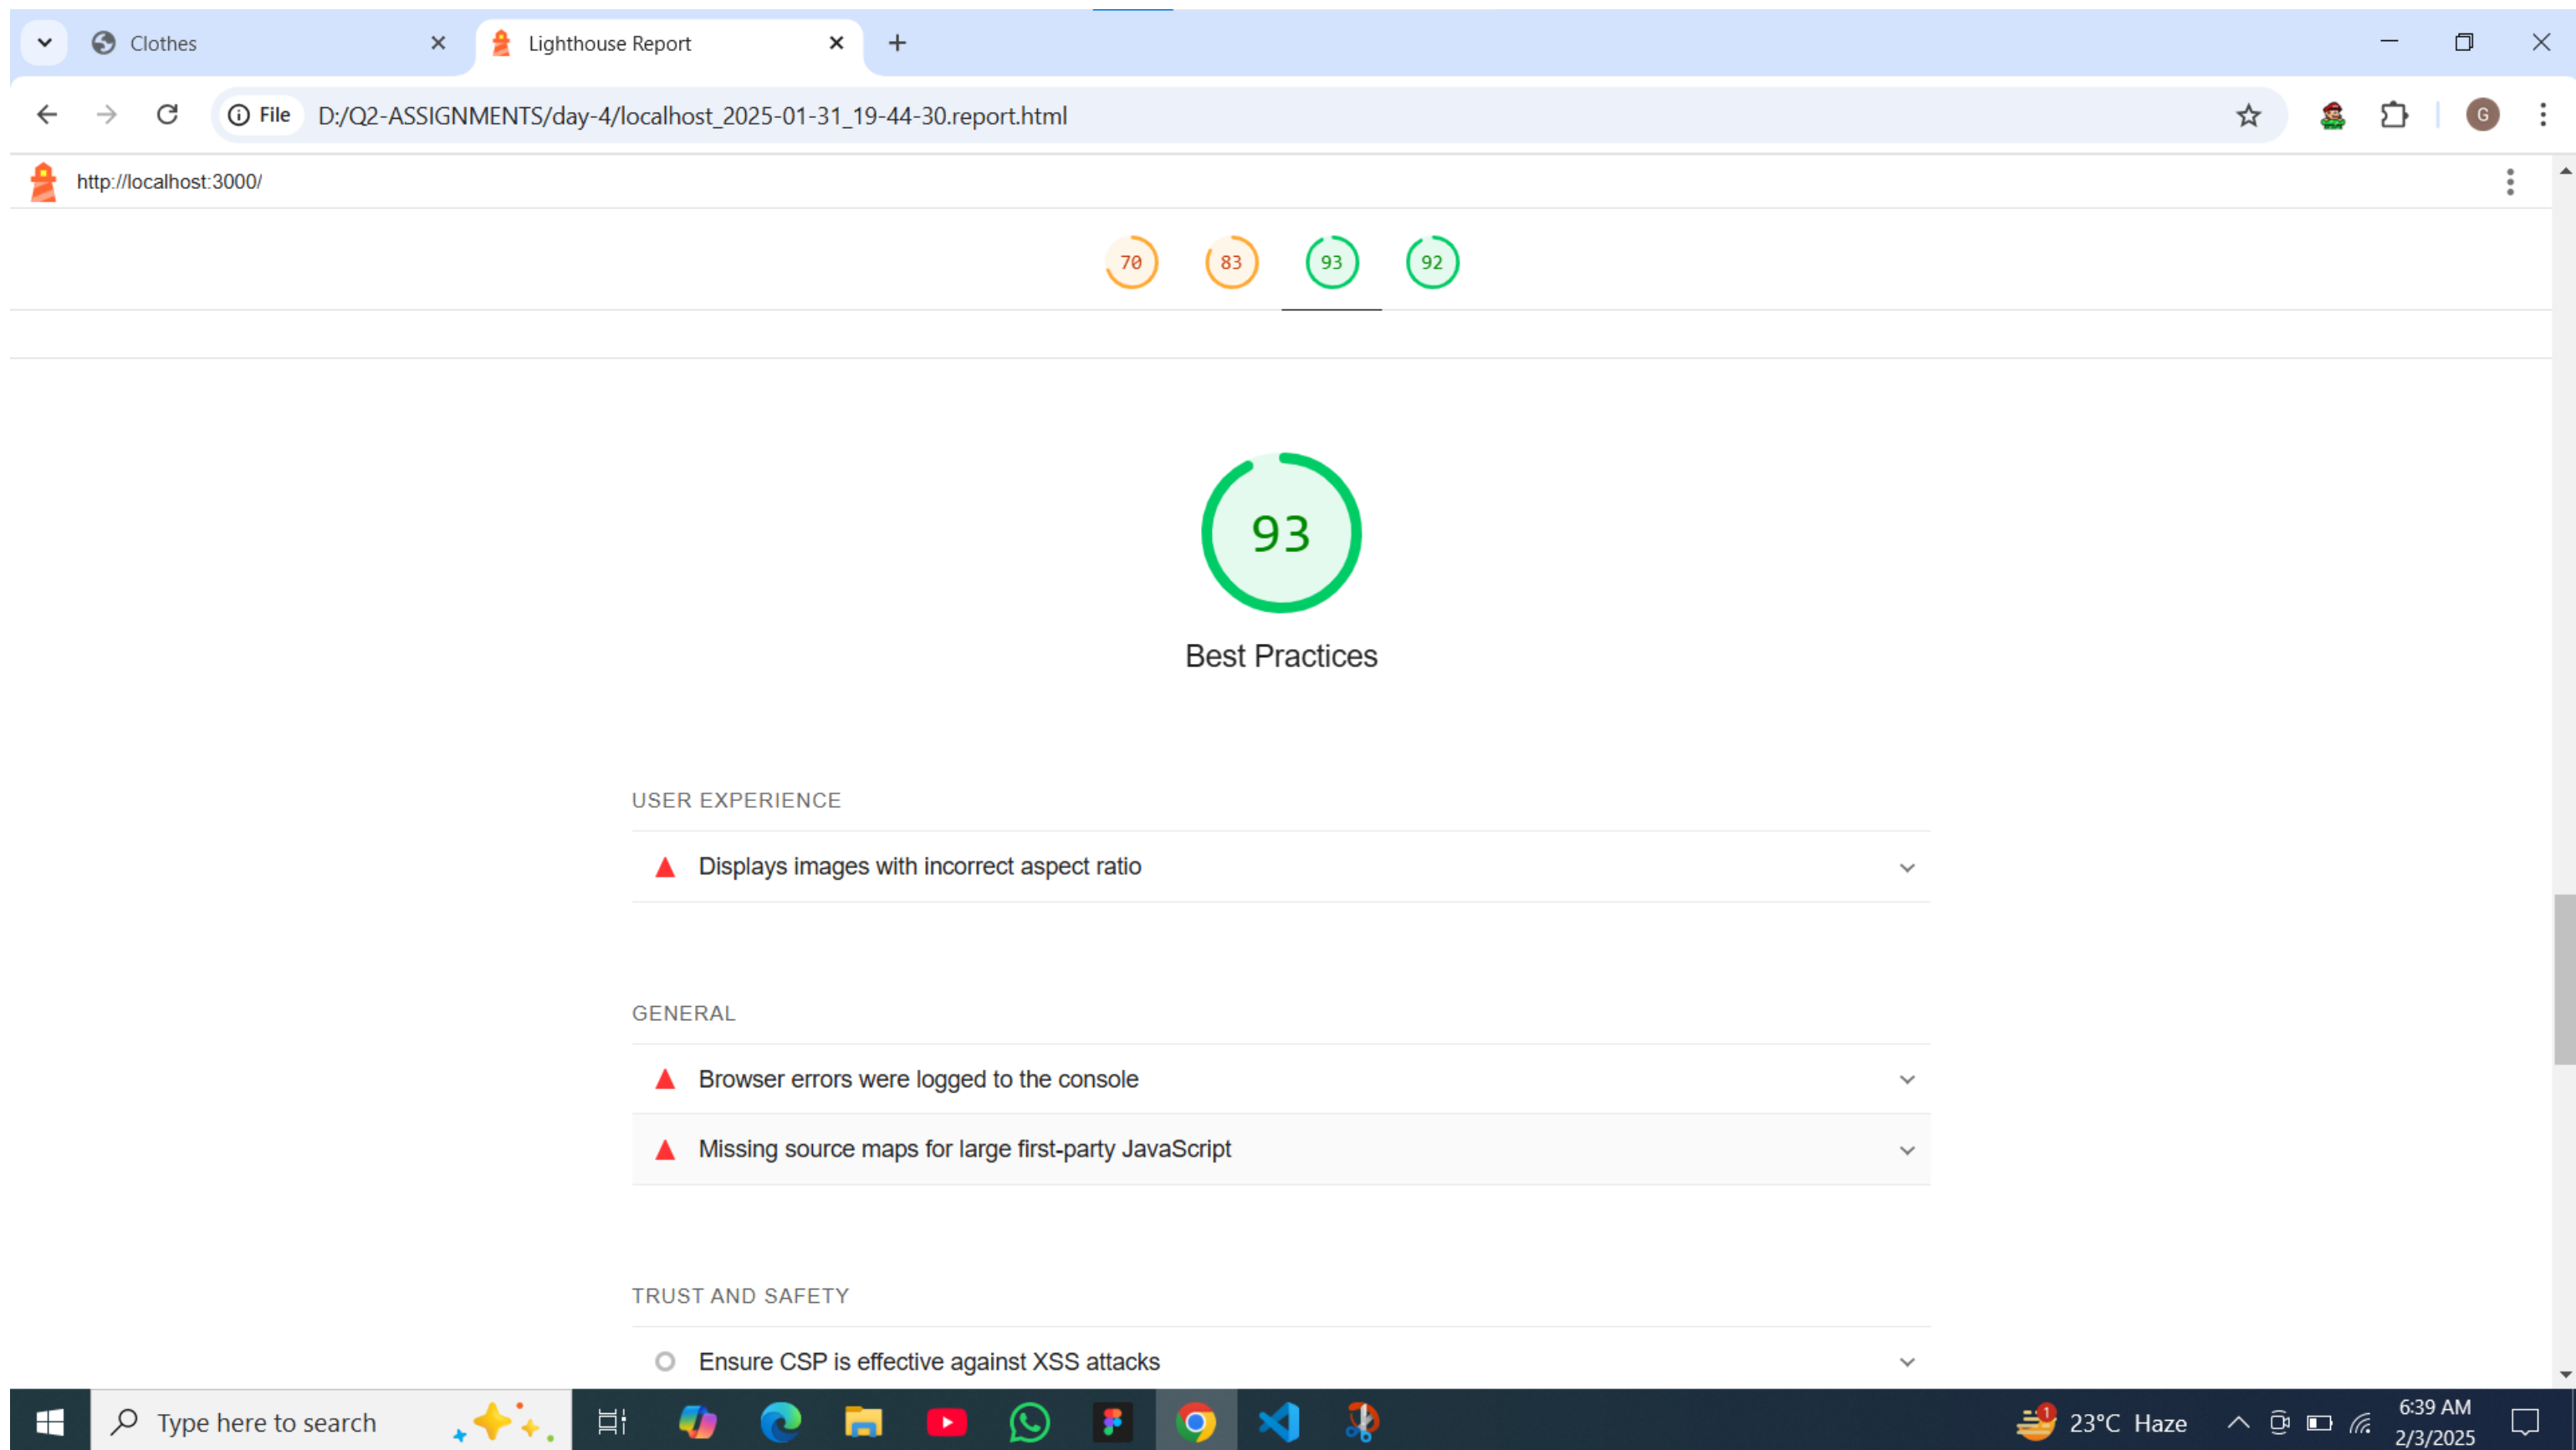 Clothes
Lighthouse Report
File D:/Q2-ASSIGNMENTS/day-4/localhost_2025-01-31_19-44-30.report.html
G
http://localhost:3000/
70 83 93 92
93
Best Practices
USER EXPERIENCE
Displays images with incorrect aspect ratio
GENERAL
Browser errors were logged to the console
Missing source maps for large first-party JavaScript
TRUST AND SAFETY
Ensure CSP is effective against XSS attacks
Type here to search
1
23°C Haze
6:39 AM
2/3/2025